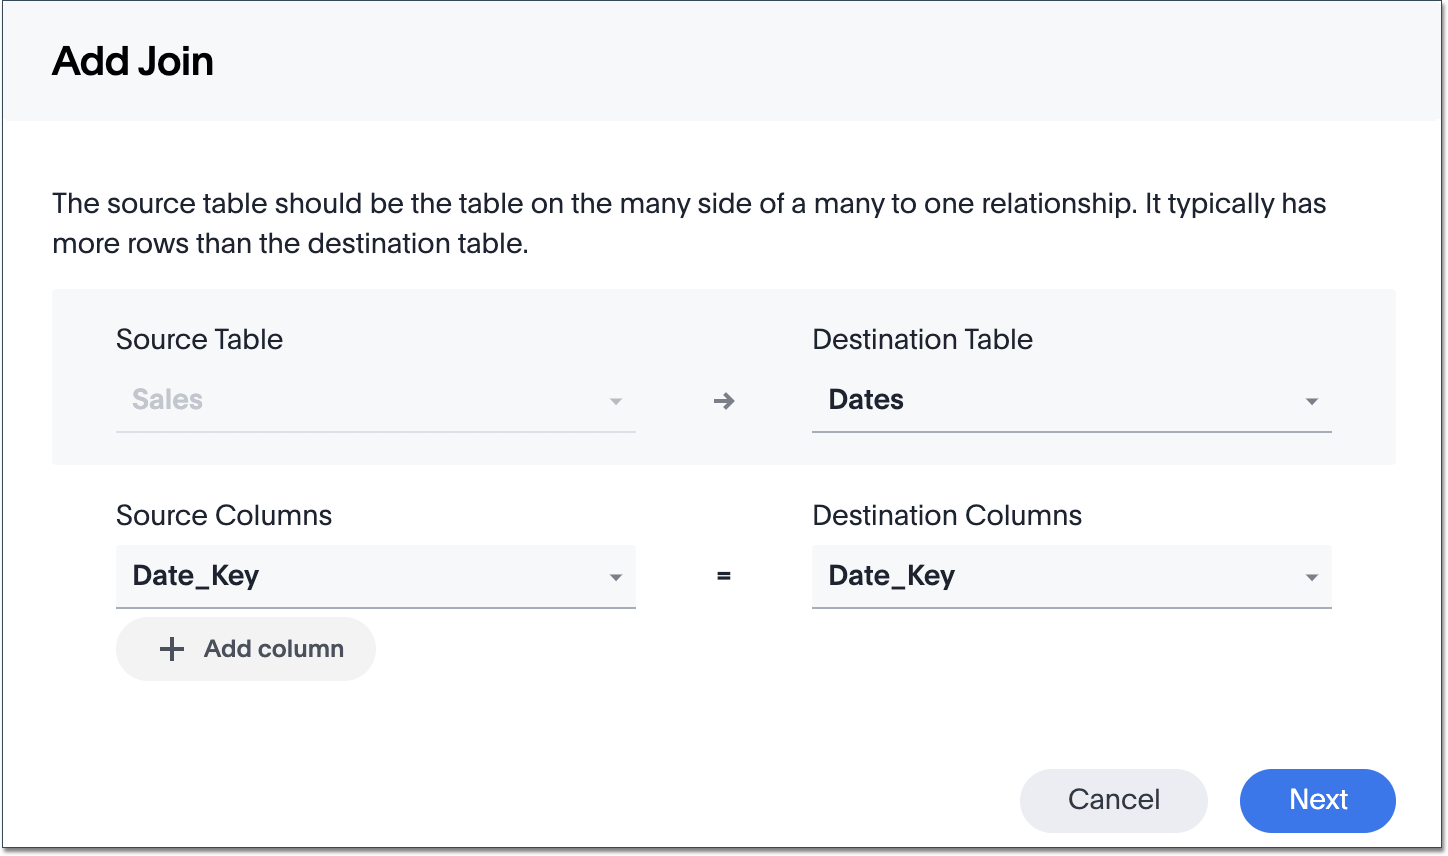 Add Join
The source table should be the table on the many side of a many to one relationship. It typically has
more rows than the destination table.
Source Table
Destination Table
Sales
→
Dates
Source Columns
Destination Columns
Date_Key
=
Date_Key
+ Add column
Cancel
Next